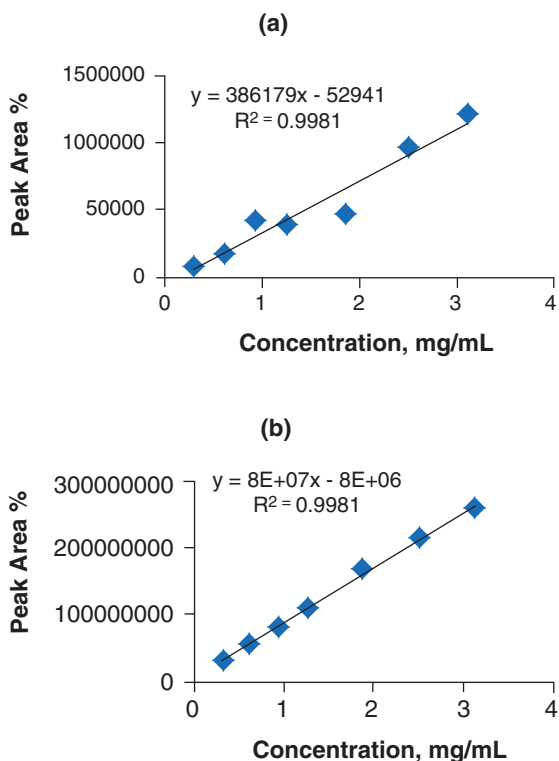 (a)
1500000
y = 386179x - 52941
R² = 0.9981
1000000
50000
0
Peak Area %
0 1 2 3 4
Concentration, mg/mL
(b)
300000000
y = 8E+07x - 8E+06
R² = 0.9981
200000000
100000000
0
Peak Area %
0 1 2 3 4
Concentration, mg/mL